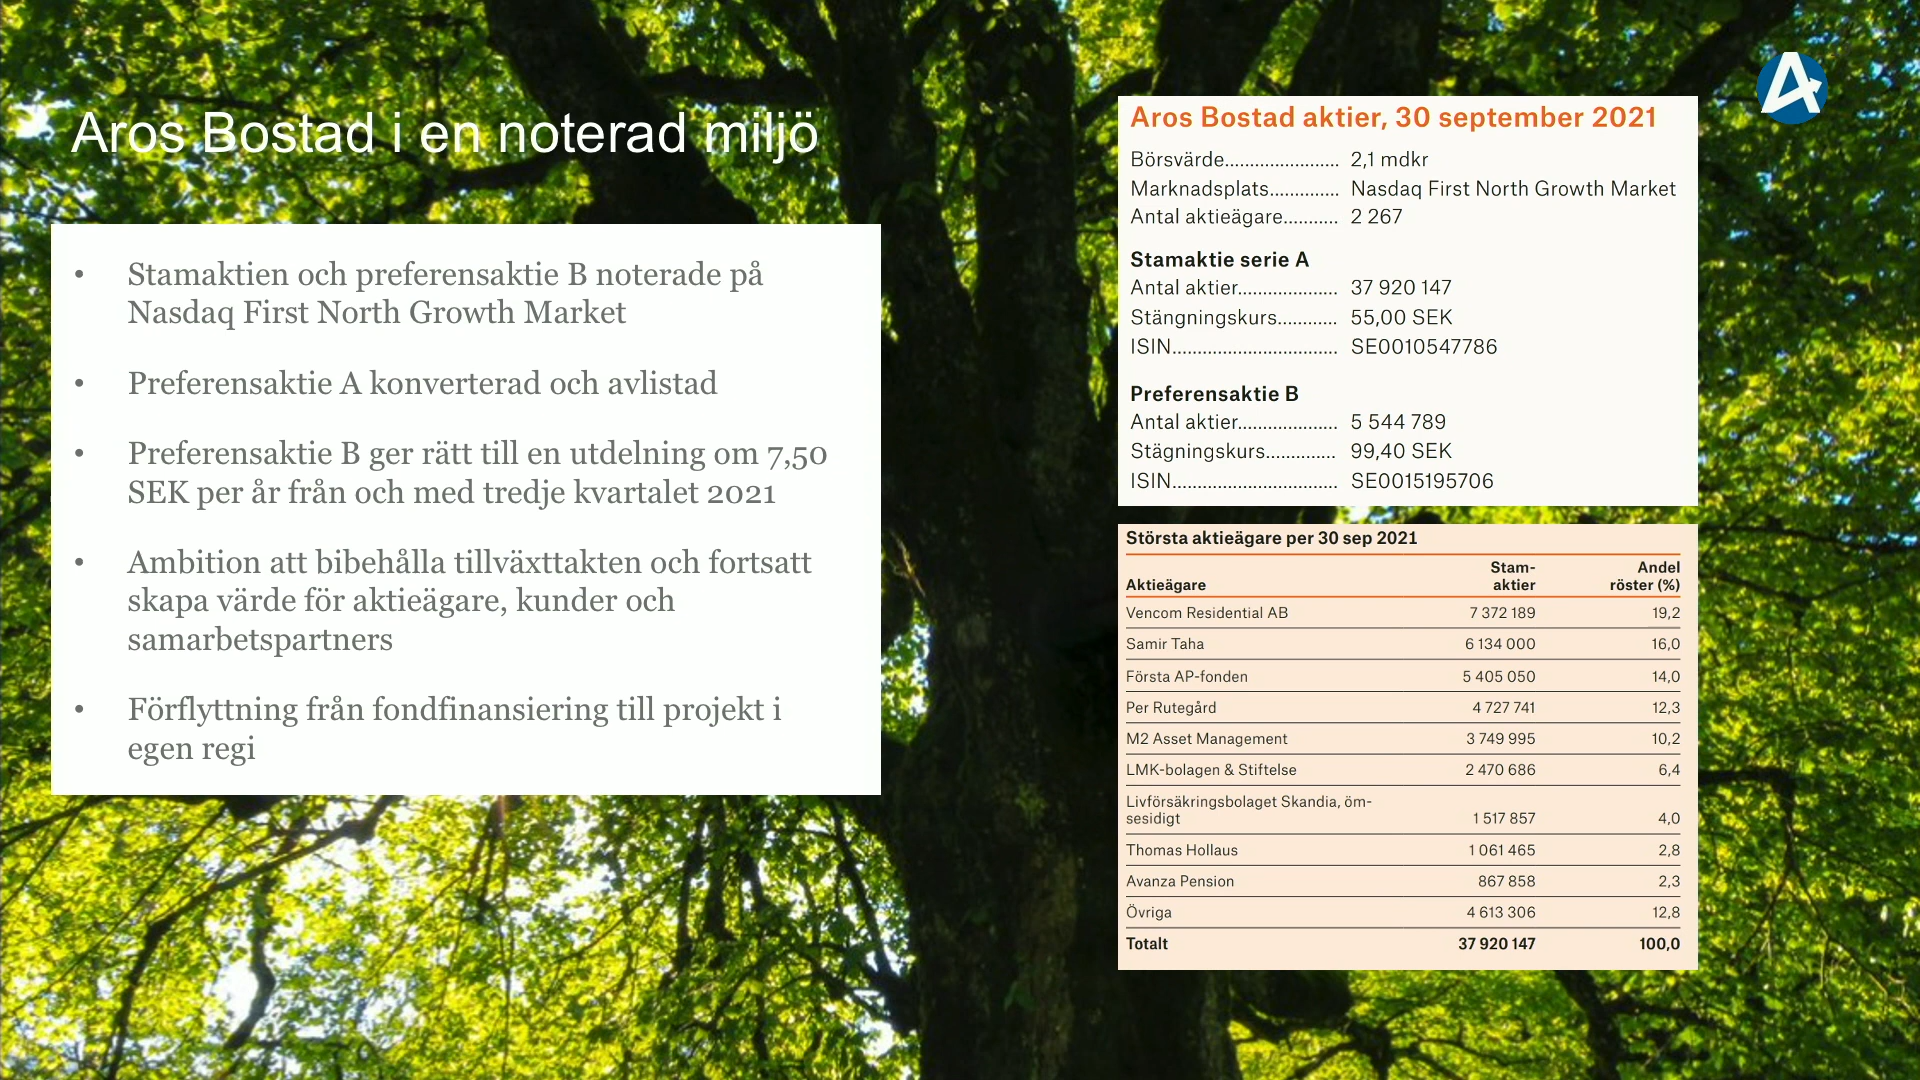 Aros Bostad i en noterad miljö
• Stamaktien och preferensaktie B noterade på
Nasdaq First North Growth Market
• Preferensaktie A konverterad och avlistad
• Preferensaktie B ger rätt till en utdelning om 7,50
SEK per år från och med tredje kvartalet 2021
• Ambition att bibehålla tillväxttakten och fortsatt
skapa värde för aktieägare, kunder och
samarbetspartners
• Förflyttning från fondfinansiering till projekt i
egen regi
Aros Bostad aktier, 30 september 2021
Börsvärde...................... 2,1 mdkr
Marknadsplats.............. Nasdaq First North Growth Market
Antal aktieägare........... 2 267
Stamaktie serie A
Antal aktier.................... 37 920 147
Stängningskurs............ 55,00 SEK
ISIN................................. SE0010547786
Preferensaktie B
Antal aktier.................... 5 544 789
Stägningskurs.............. 99,40 SEK
ISIN................................. SE0015195706
Största aktieägare per 30 sep 2021
Stam- Andel
Aktieägare aktier röster (%)
Vencom Residential AB 7 372 189 19,2
Samir Taha 6 134 000 16,0
Första AP-fonden 5 405 050 14,0
Per Rutegård 4 727 741 12,3
M2 Asset Management 3 749 995 10,2
LMK-bolagen & Stiftelse 2 470 686 6,4
Livförsäkringsbolaget Skandia, öm-
sesidigt 1 517 857 4,0
Thomas Hollaus 1 061 465 2,8
Avanza Pension 867 858 2,3
Övriga 4 613 306 12,8
Totalt 37 920 147 100,0